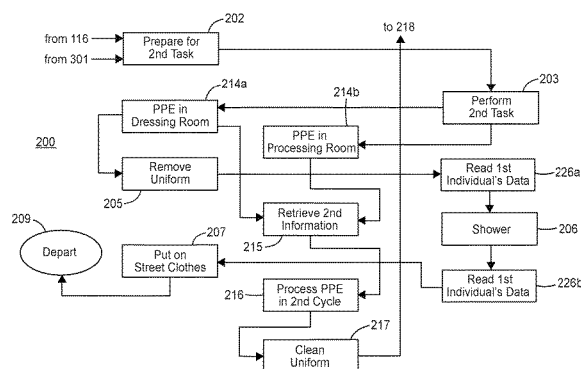 202
to 218
from 116
Prepare for
2nd Task
from 301
203
214a
214b
Perform
2nd Task
PPE in
Dressing Room
PPE in
Processing Room
200
Remove
Uniform
Read 1st
Individual's Data
226a
205
209
207
Retrieve 2nd
Information
Shower
206
215
Depart
Put on
Street Clothes
216
Process PPE
in 2nd Cycle
Read 1st
Individual's Data
226b
217
Clean
Uniform